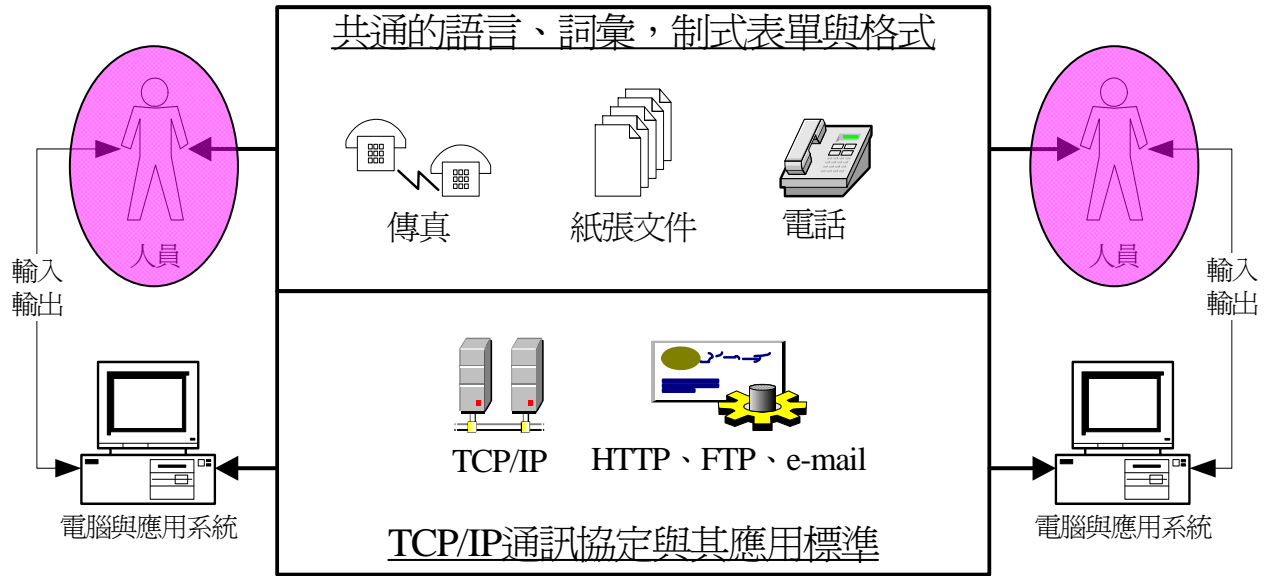 共通的語言、詞彙，制式表單與格式
傳真
紙張文件
電話
人員
人員
輸入
輸出
輸入
輸出
TCP/IP
HTTP、FTP、e-mail
電腦與應用系統
電腦與應用系統
TCP/IP通訊協定與其應用標準